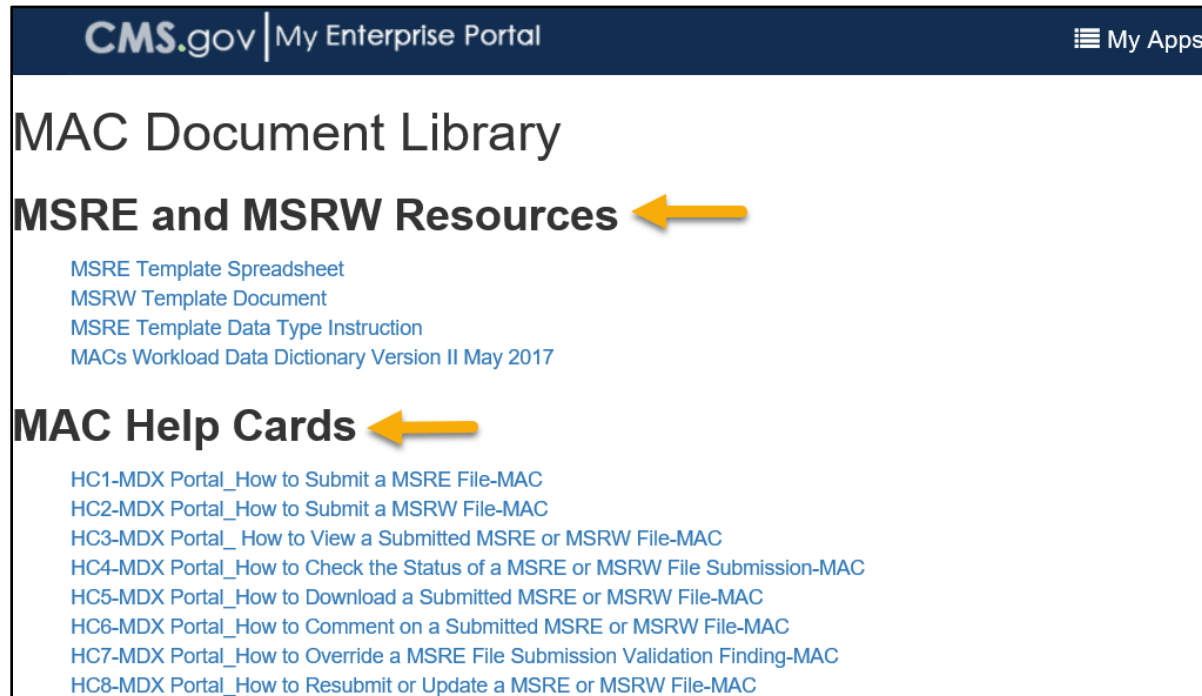 CMS.gov My Enterprise Portal
My Apps
MAC Document Library
MSRE and MSRW Resources
MSRE Template Spreadsheet
MSRW Template Document
MSRE Template Data Type Instruction
MACs Workload Data Dictionary Version II May 2017
MAC Help Cards
HC1-MDX Portal_How to Submit a MSRE File-MAC
HC2-MDX Portal_How to Submit a MSRW File-MAC
HC3-MDX Portal_ How to View a Submitted MSRE or MSRW File-MAC
HC4-MDX Portal_How to Check the Status of a MSRE or MSRW File Submission-MAC
HC5-MDX Portal_How to Download a Submitted MSRE or MSRW File-MAC
HC6-MDX Portal_How to Comment on a Submitted MSRE or MSRW File-MAC
HC7-MDX Portal_How to Override a MSRE File Submission Validation Finding-MAC
HC8-MDX Portal_How to Resubmit or Update a MSRE or MSRW File-MAC